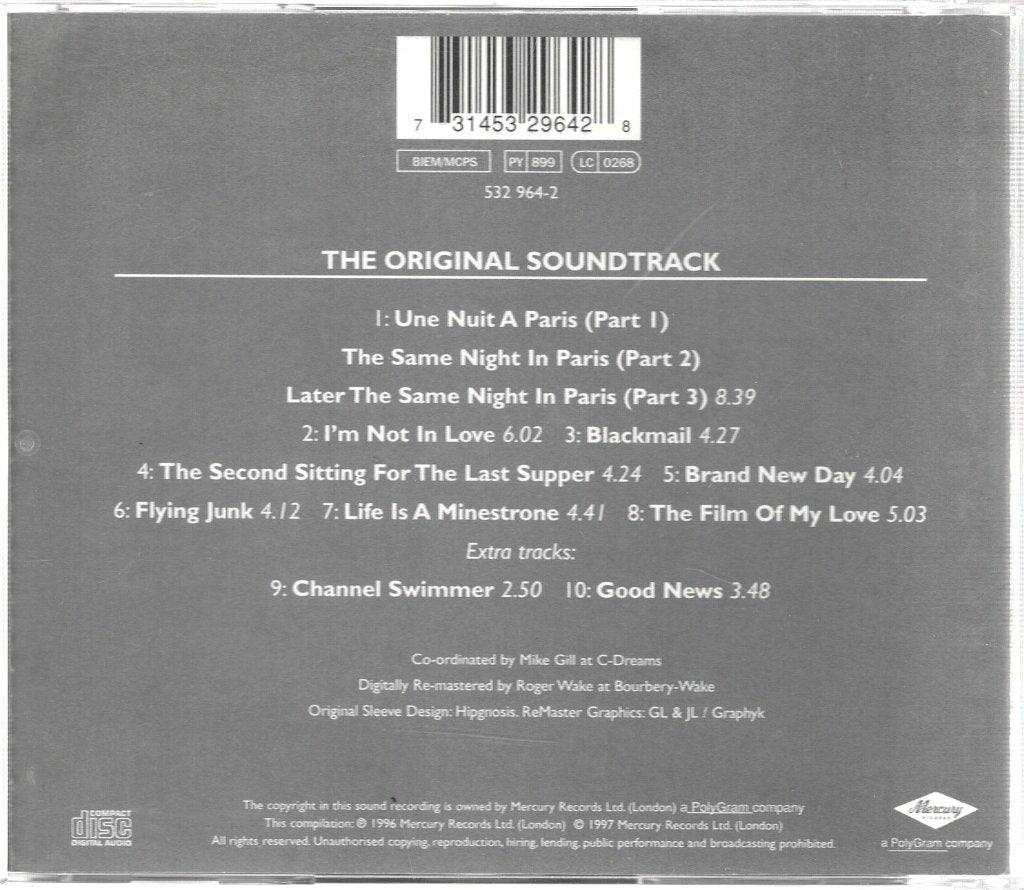 7 31453 29642 8
BIEM/MCPS PY 899 LC 0268
532 964-2
THE ORIGINAL SOUNDTRACK
1: Une Nuit A Paris (Part 1)
The Same Night In Paris (Part 2)
Later The Same Night In Paris (Part 3) 8.39
2: I'm Not In Love 6.02 3: Blackmail 4.27
4: The Second Sitting For The Last Supper 4.24 5: Brand New Day 4.04
6: Flying Junk 4.12 7: Life Is A Minestrone 4.41 8: The Film Of My Love 5.03
Extra tracks:
9: Channel Swimmer 2.50 10: Good News 3.48
Co-ordinated by Mike Gill at C-Dreams
Digitally Re-mastered by Roger Wake at Bourbery-Wake
Original Sleeve Design: Hipgnosis. ReMaster Graphics: GL & JL / Graphyk
COMPACT
disc
DIGITAL AUDIO
The copyright in this sound recording is owned by Mercury Records Ltd. (London) a PolyGram company
This compilation: ℗ 1996 Mercury Records Ltd. (London) © 1997 Mercury Records Ltd. (London)
All rights reserved. Unauthorised copying, reproduction, hiring, lending, public performance and broadcasting prohibited.
Mercury
RECORDS
a PolyGram company